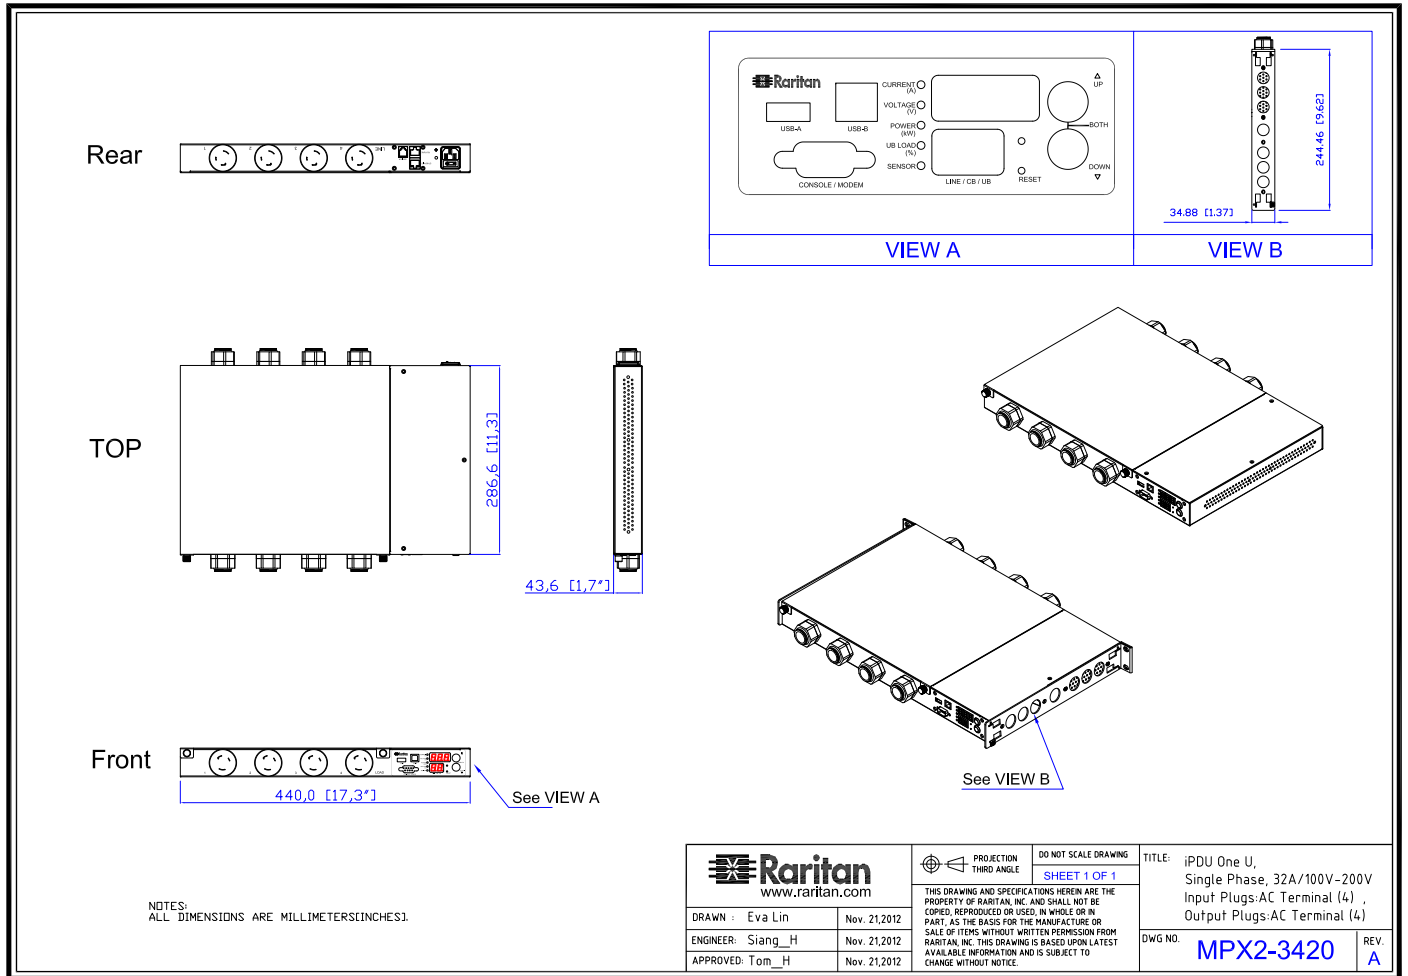 Rear
TOP
286,6 [11,3]
43,6 [1,7"]
Front
440,0 [17,3"]
See VIEW A
NOTES:
ALL DIMENSIONS ARE MILLIMETERS[INCHES].
Raritan
USB-A
USB-B
CONSOLE / MODEM
CURRENT
(A)
VOLTAGE
(V)
POWER
(kW)
UB LOAD
(%)
SENSOR
LINE / CB / UB
RESET
UP
BOTH
DOWN
VIEW A
244.46 [9.62]
34.88 [1.37]
VIEW B
See VIEW B
Raritan
www.raritan.com
DRAWN : Eva Lin Nov. 21,2012
ENGINEER: Siang__H Nov. 21,2012
APPROVED: Tom__H Nov. 21,2012
PROJECTION
THIRD ANGLE
DO NOT SCALE DRAWING
SHEET 1 OF 1
THIS DRAWING AND SPECIFICATIONS HEREIN ARE THE
PROPERTY OF RARITAN, INC. AND SHALL NOT BE
COPIED, REPRODUCED OR USED, IN WHOLE OR IN
PART, AS THE BASIS FOR THE MANUFACTURE OR
SALE OF ITEMS WITHOUT WRITTEN PERMISSION FROM
RARITAN, INC. THIS DRAWING IS BASED UPON LATEST
AVAILABLE INFORMATION AND IS SUBJECT TO
CHANGE WITHOUT NOTICE.
TITLE: iPDU One U,
Single Phase, 32A/100V-200V
Input Plugs:AC Terminal (4) ,
Output Plugs:AC Terminal (4)
DWG NO. MPX2-3420
REV.
A